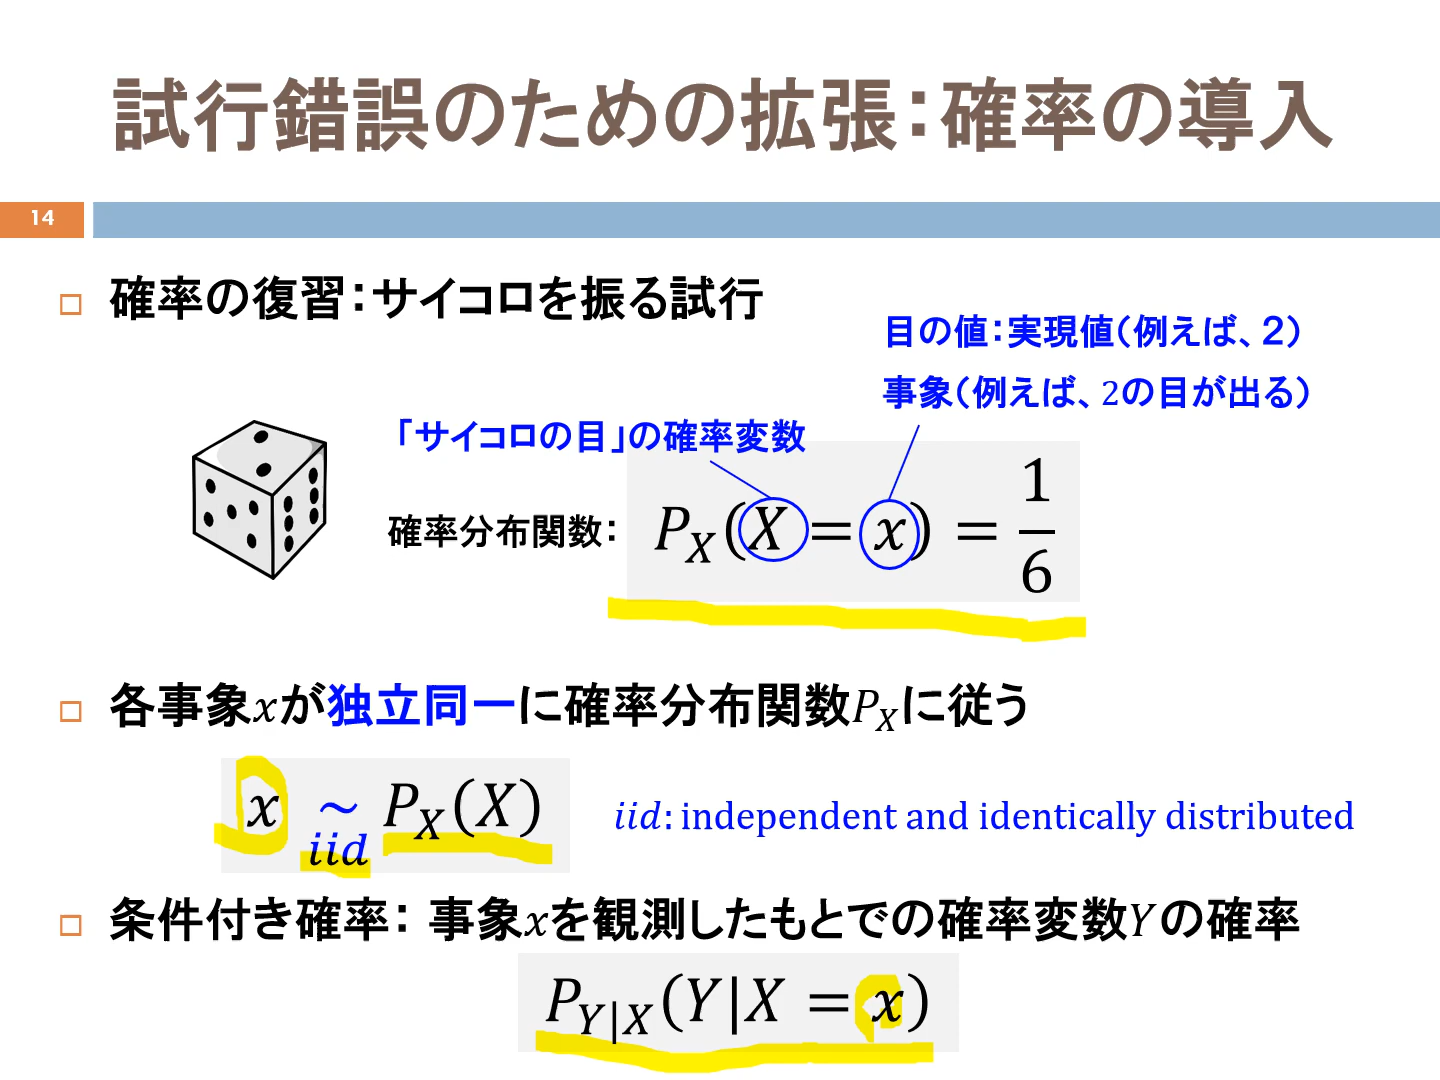 試行錯誤のための拡張：確率の導入
14
確率の復習：サイコロを振る試行
目の値：実現値（例えば、２）
事象（例えば、2の目が出る）
「サイコロの目」の確率変数
確率分布関数： P_X(X = x) = 1/6
各事象xが独立同一に確率分布関数P_Xに従う
x ~ P_X(X)
iid
iid: independent and identically distributed
条件付き確率： 事象xを観測したもとでの確率変数Yの確率
P_{Y|X}(Y|X = x)